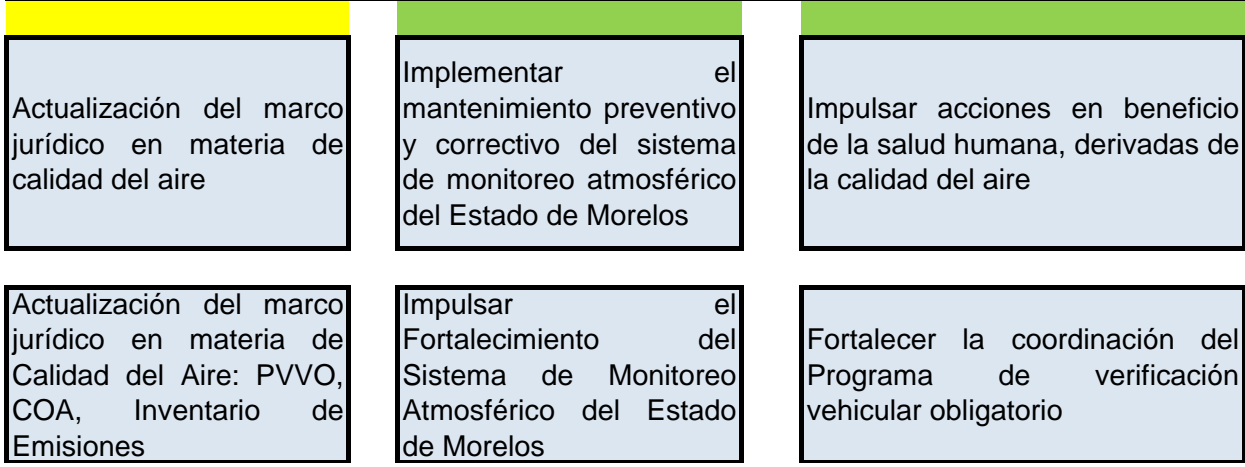 Actualización del marco
jurídico en materia de
calidad del aire
Implementar el
mantenimiento preventivo
y correctivo del sistema
de monitoreo atmosférico
del Estado de Morelos
Impulsar acciones en beneficio
de la salud humana, derivadas de
la calidad del aire
Actualización del marco
jurídico en materia de
Calidad del Aire: PVVO,
COA, Inventario de
Emisiones
Impulsar el
Fortalecimiento del
Sistema de Monitoreo
Atmosférico del Estado
de Morelos
Fortalecer la coordinación del
Programa de verificación
vehicular obligatorio